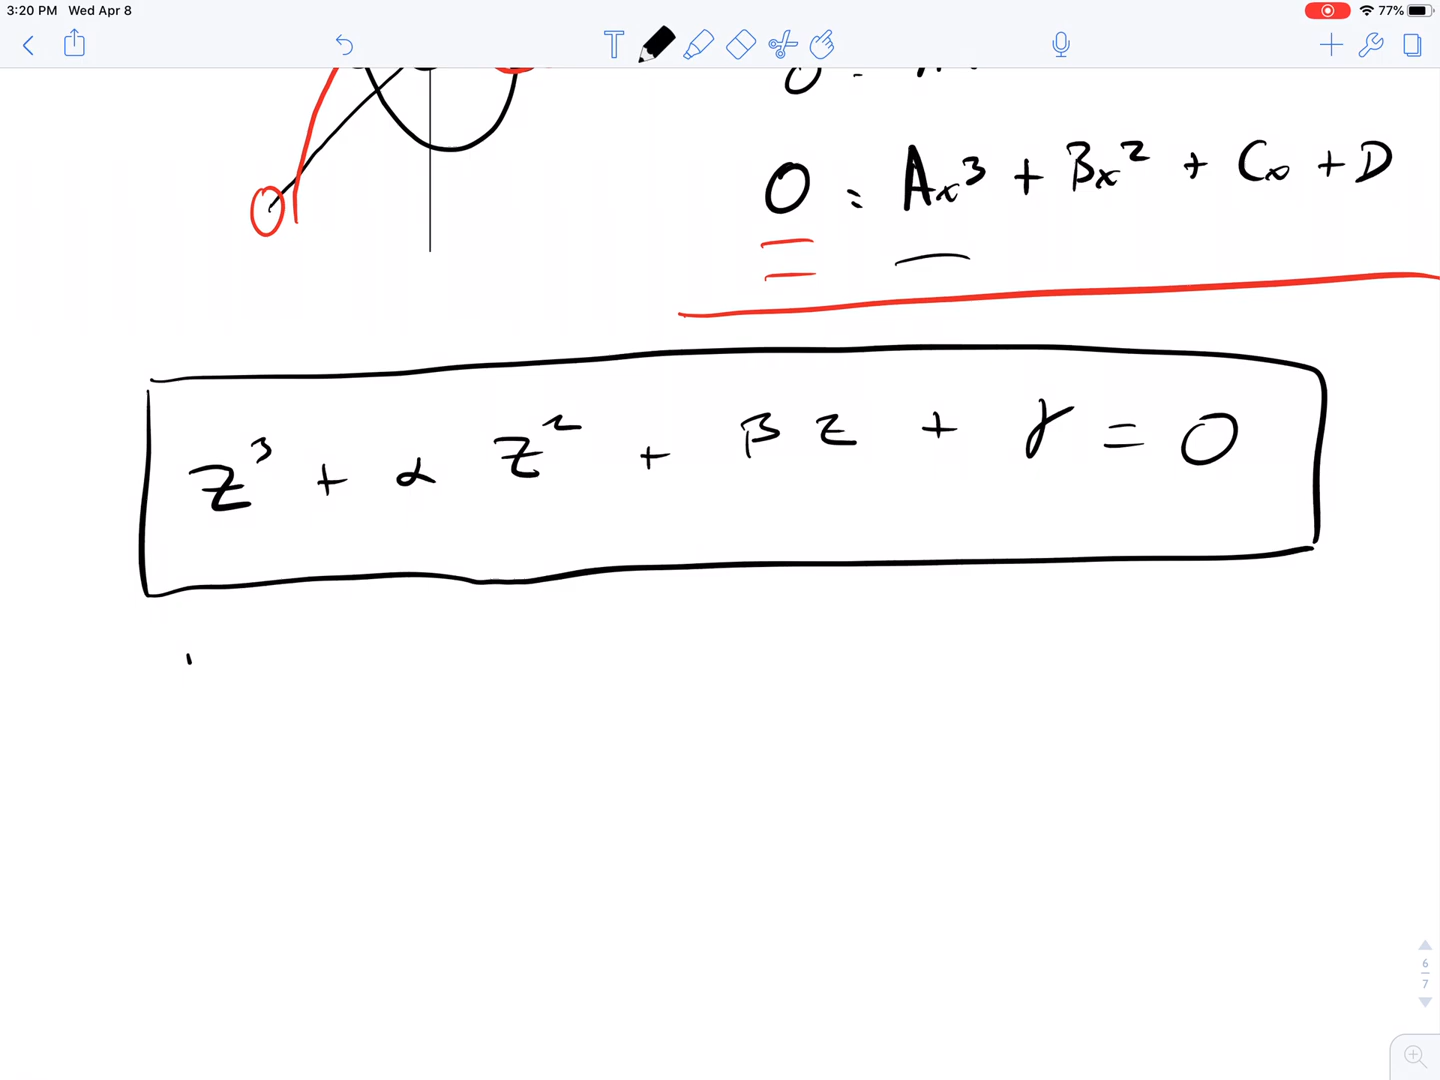 3:20 PM Wed Apr 8
77%
T
0 = Ax³ + Bx² + Cx + D
z³ + α z² + β z + γ = 0
6
7